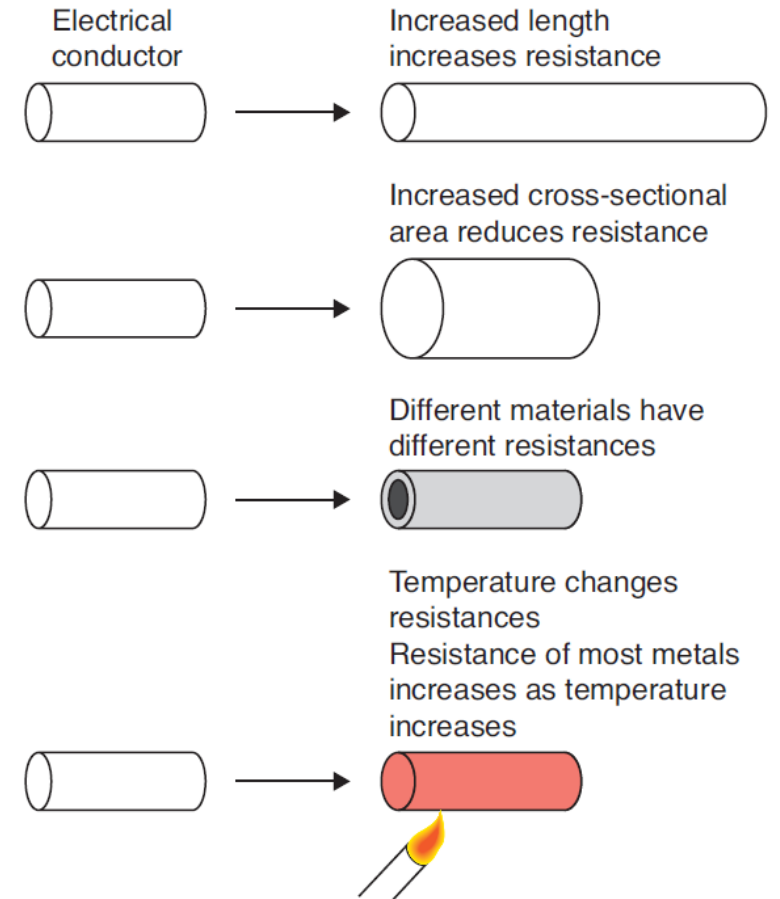 Electrical
conductor
Increased length
increases resistance
Increased cross-sectional
area reduces resistance
Different materials have
different resistances
Temperature changes
resistances
Resistance of most metals
increases as temperature
increases